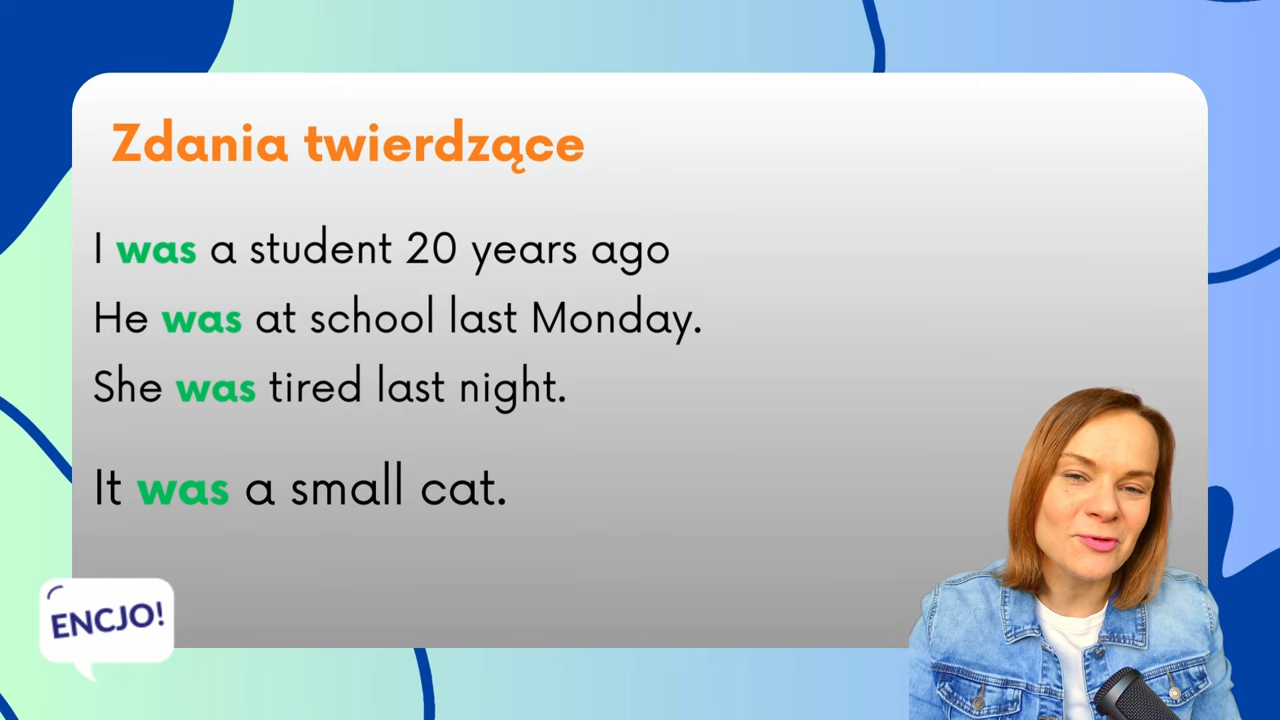 Zdania twierdzące
I was a student 20 years ago
He was at school last Monday.
She was tired last night.
It was a small cat.
ENCJO!